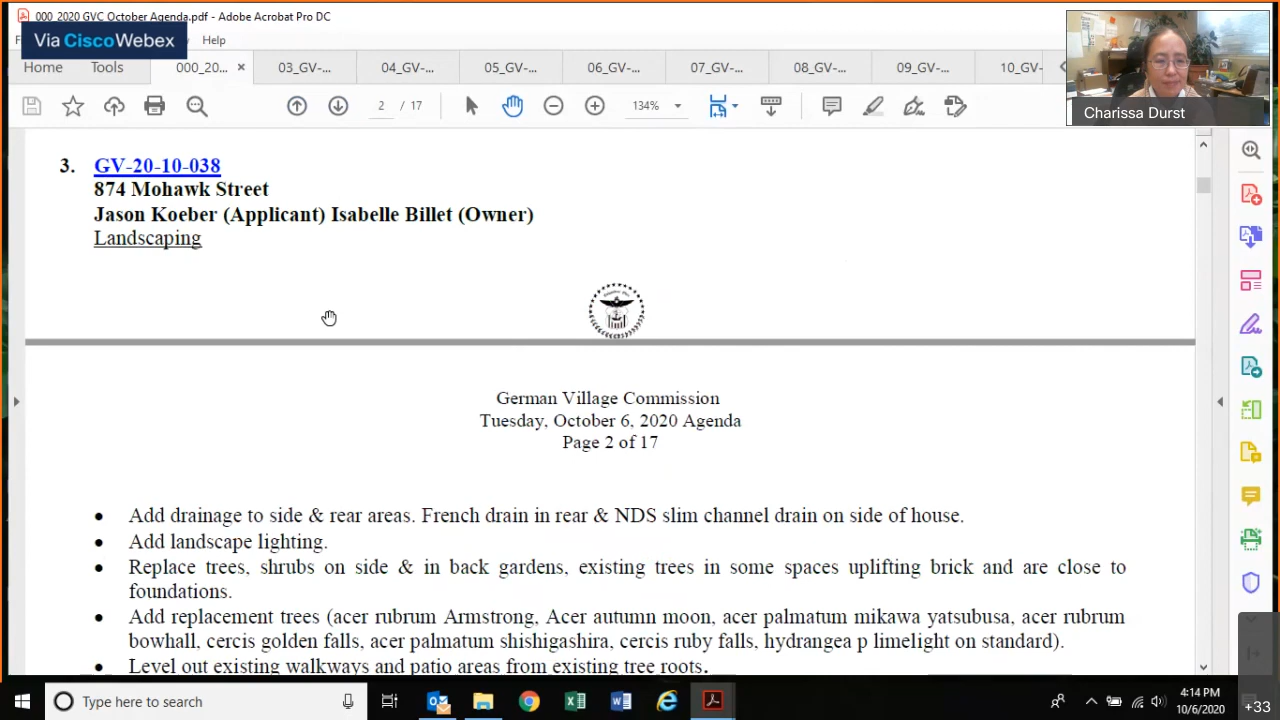 000_2020 GVC October Agenda.pdf - Adobe Acrobat Pro DC
Via Cisco Webex
Help
Home Tools 000_20... 03_GV-... 04_GV-... 05_GV-... 06_GV-... 07_GV-... 08_GV-... 09_GV-... 10_GV-
2 / 17 134%
Charissa Durst
3. GV-20-10-038
874 Mohawk Street
Jason Koeber (Applicant) Isabelle Billet (Owner)
Landscaping
German Village Commission
Tuesday, October 6, 2020 Agenda
Page 2 of 17
• Add drainage to side & rear areas. French drain in rear & NDS slim channel drain on side of house.
• Add landscape lighting.
• Replace trees, shrubs on side & in back gardens, existing trees in some spaces uplifting brick and are close to
foundations.
• Add replacement trees (acer rubrum Armstrong, Acer autumn moon, acer palmatum mikawa yatsubusa, acer rubrum
bowhall, cercis golden falls, acer palmatum shishigashira, cercis ruby falls, hydrangea p limelight on standard).
• Level out existing walkways and patio areas from existing tree roots.
Type here to search
4:14 PM
10/6/2020
+33